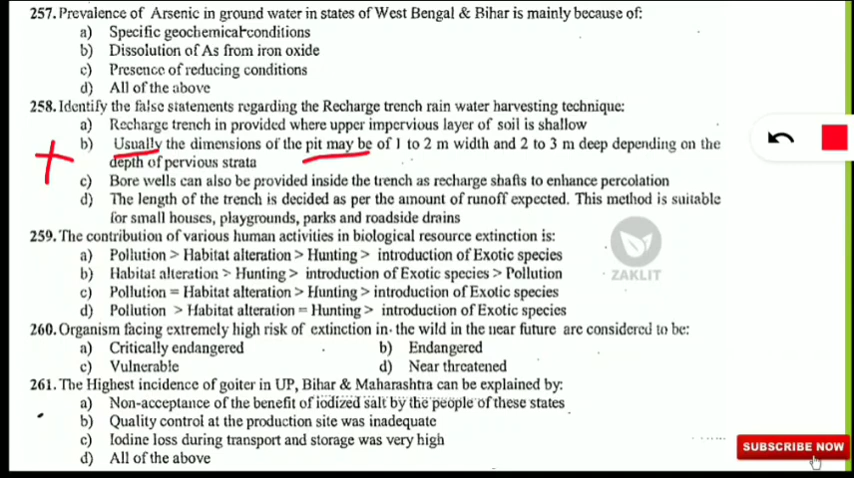 257. Prevalence of Arsenic in ground water in states of West Bengal & Bihar is mainly because of:
a) Specific geochemical conditions
b) Dissolution of As from iron oxide
c) Presence of reducing conditions
d) All of the above
258. Identify the false statements regarding the Recharge trench rain water harvesting technique:
a) Recharge trench in provided where upper impervious layer of soil is shallow
b) Usually the dimensions of the pit may be of 1 to 2 m width and 2 to 3 m deep depending on the
depth of pervious strata
c) Bore wells can also be provided inside the trench as recharge shafts to enhance percolation
d) The length of the trench is decided as per the amount of runoff expected. This method is suitable
for small houses, playgrounds, parks and roadside drains
259. The contribution of various human activities in biological resource extinction is:
a) Pollution > Habitat alteration > Hunting > introduction of Exotic species
b) Habitat alteration > Hunting > introduction of Exotic species > Pollution
c) Pollution = Habitat alteration > Hunting > introduction of Exotic species
d) Pollution > Habitat alteration = Hunting > introduction of Exotic species
ZAKLIT
260. Organism facing extremely high risk of extinction in the wild in the near future are considered to be:
a) Critically endangered b) Endangered
c) Vulnerable d) Near threatened
261. The Highest incidence of goiter in UP, Bihar & Maharashtra can be explained by:
a) Non-acceptance of the benefit of iodized salt by the people of these states
b) Quality control at the production site was inadequate
c) Iodine loss during transport and storage was very high
d) All of the above
SUBSCRIBE NOW